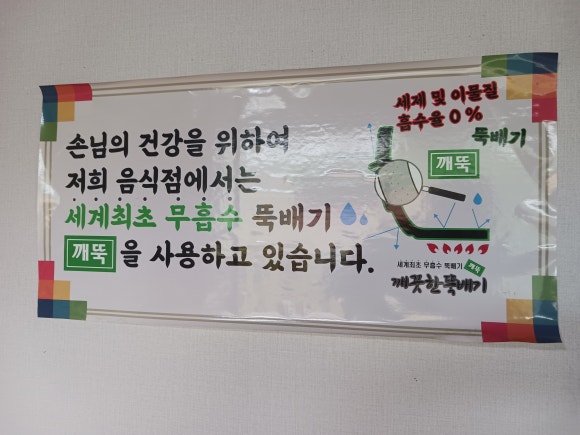 손님의 건강을 위하여
저희 음식점에서는
세계최초 무흡수 뚝배기
깨뚝 을 사용하고 있습니다.
세재 및 이물질
흡수율 0 %
뚝배기
깨뚝
세계최초 무흡수 뚝배기 깨뚝
깨끗한뚝배기